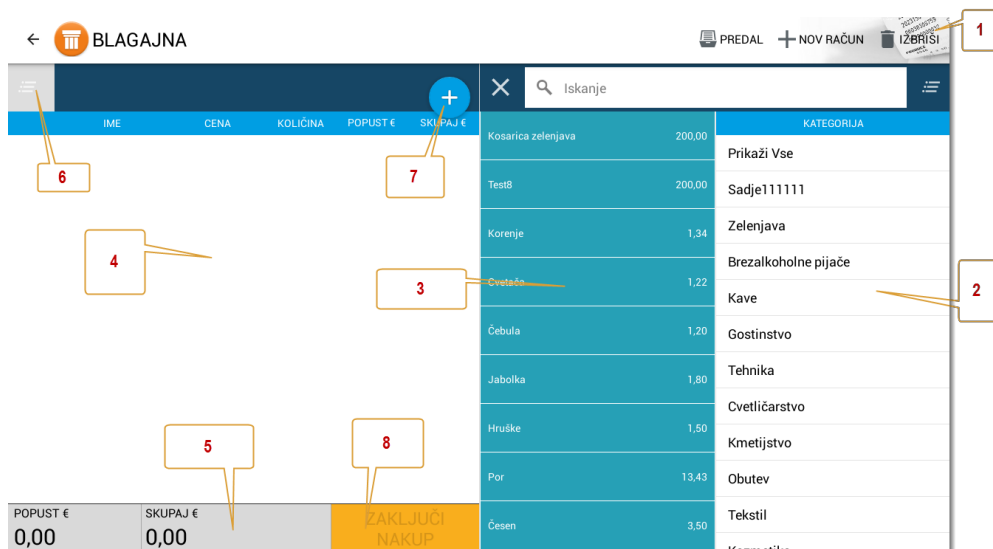 BLAGAJNA
PREDAL
NOV RAČUN
IZBRIŠI
1
Iskanje
IME CENA KOLIČINA POPUST € SKUPAJ €
KATEGORIJA
6
7
4
3
2
5
8
Kosarica zelenjava 200,00
Test8 200,00
Korenje 1,34
Cvetačo 1,22
Čebula 1,20
Jabolka 1,80
Hruške 1,50
Por 13,43
Česen 3,50
Prikaži Vse
Sadje111111
Zelenjava
Brezalkoholne pijače
Kave
Gostinstvo
Tehnika
Cvetličarstvo
Kmetijstvo
Obutev
Tekstil
POPUST €
0,00
SKUPAJ €
0,00
ZAKLJUČI
NAKUP